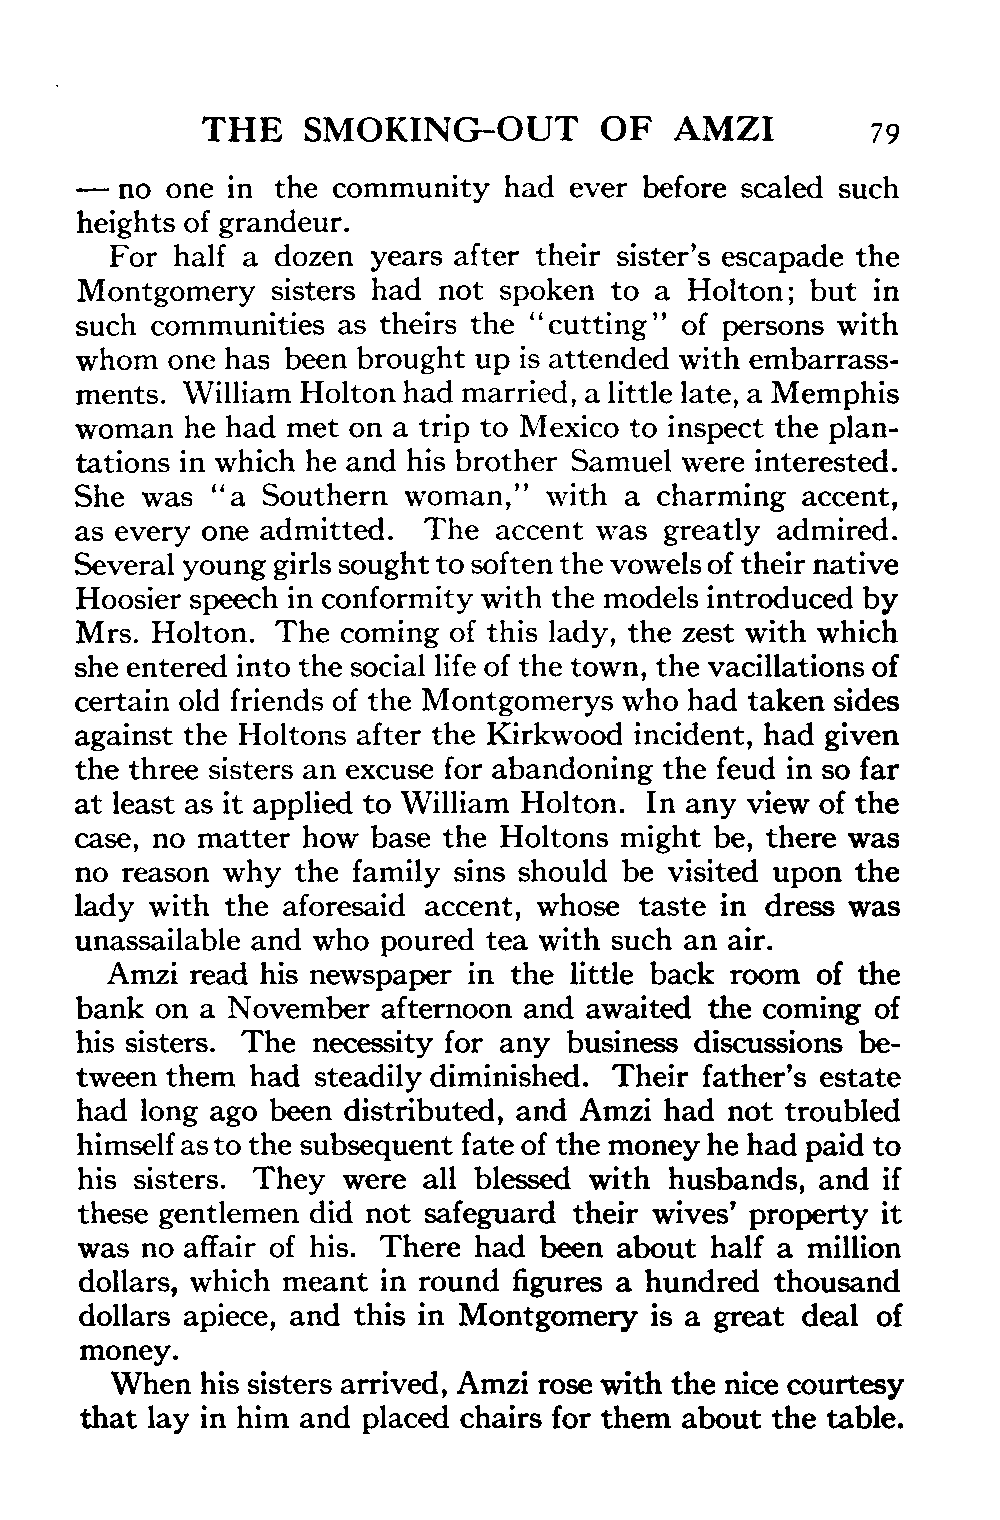 THE SMOKING-OUT OF AMZI 79
— no one in the community had ever before scaled such
heights of grandeur.
For half a dozen years after their sister's escapade the
Montgomery sisters had not spoken to a Holton; but in
such communities as theirs the "cutting" of persons with
whom one has been brought up is attended with embarrass-
ments. William Holton had married, a little late, a Memphis
woman he had met on a trip to Mexico to inspect the plan-
tations in which he and his brother Samuel were interested.
She was "a Southern woman," with a charming accent,
as every one admitted. The accent was greatly admired.
Several young girls sought to soften the vowels of their native
Hoosier speech in conformity with the models introduced by
Mrs. Holton. The coming of this lady, the zest with which
she entered into the social life of the town, the vacillations of
certain old friends of the Montgomerys who had taken sides
against the Holtons after the Kirkwood incident, had given
the three sisters an excuse for abandoning the feud in so far
at least as it applied to William Holton. In any view of the
case, no matter how base the Holtons might be, there was
no reason why the family sins should be visited upon the
lady with the aforesaid accent, whose taste in dress was
unassailable and who poured tea with such an air.
Amzi read his newspaper in the little back room of the
bank on a November afternoon and awaited the coming of
his sisters. The necessity for any business discussions be-
tween them had steadily diminished. Their father's estate
had long ago been distributed, and Amzi had not troubled
himself as to the subsequent fate of the money he had paid to
his sisters. They were all blessed with husbands, and if
these gentlemen did not safeguard their wives' property it
was no affair of his. There had been about half a million
dollars, which meant in round figures a hundred thousand
dollars apiece, and this in Montgomery is a great deal of
money.
When his sisters arrived, Amzi rose with the nice courtesy
that lay in him and placed chairs for them about the table.